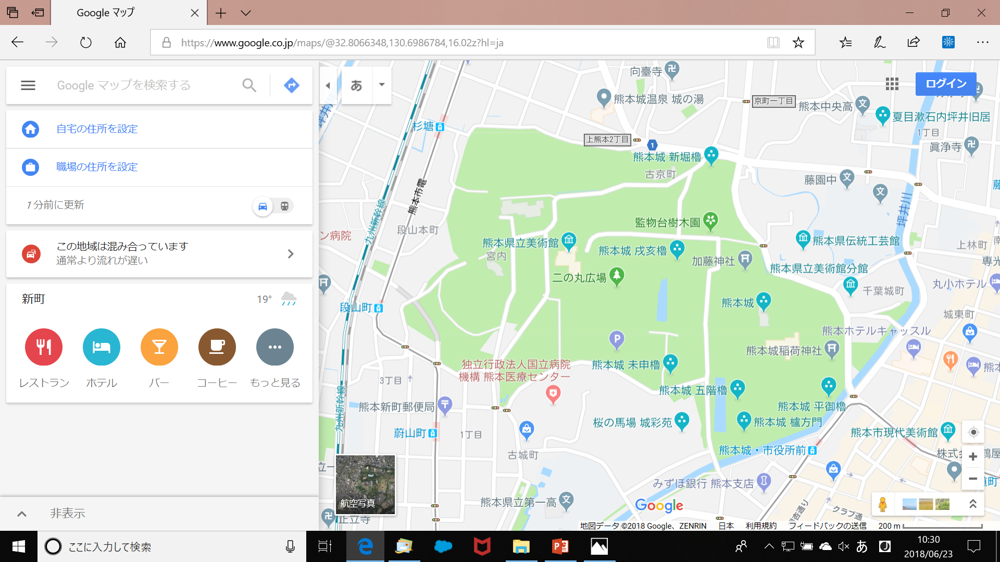 Google マップ
https://www.google.co.jp/maps/@32.8066348,130.6986784,16.02z?hl=ja
Google マップを検索する
あ
ログイン
自宅の住所を設定
職場の住所を設定
1 分前に更新
この地域は混み合っています
通常より流れが遅い
新町
19°
レストラン
ホテル
バー
コーヒー
もっと見る
非表示
向臺寺
熊本城温泉 城の湯
京町一丁目
熊本中央高
文
夏目漱石内坪井旧居
1丁目
眞浄寺
坪井川
杉塘
上熊本2丁目
1
熊本城 新堀櫓
古京町
藤園中
文
文
熊本市電
九州新幹線
段山本町
ン病院
監物台樹木園
熊本県立美術館
宮内
熊本城 戌亥櫓
加藤神社
熊本県伝統工芸館
上林町
専光
熊本県立美術館分館
二の丸広場
丸小ホテル
千葉城町
熊本城
段山町
城東町
熊本ホテルキャッスル
P
熊本城稲荷神社
独立行政法人国立病院
機構 熊本医療センター
熊本城 未申櫓
3丁目
熊本城 五階櫓
熊本城 平御櫓
九州新幹線
熊本新町郵便局
桜の馬場 城彩苑
熊本城 櫨方門
蔚山町
1丁目
熊本市現代美術館
熊本城・市役所前
古城町
みずほ銀行 熊本支店
熊本県立第一高
文
航空写真
正立寺
クラブ通
Google
地図データ ©2018 Google、ZENRIN
日本
利用規約
フィードバックの送信
200 m
ここに入力して検索
あ
10:30
2018/06/23